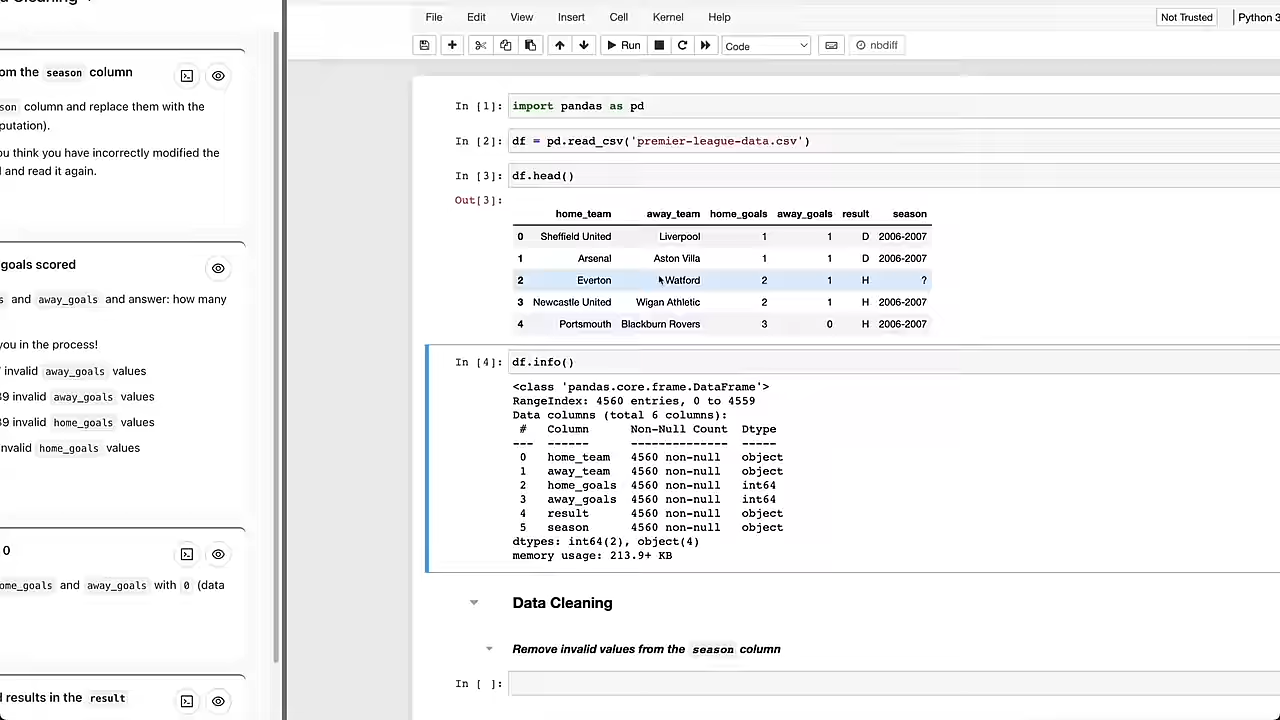 a Cleaning
om the season column
son column and replace them with the
putation).
ou think you have incorrectly modified the
l and read it again.
goals scored
s and away_goals and answer: how many
you in the process!
invalid away_goals values
39 invalid away_goals values
39 invalid home_goals values
nvalid home_goals values
0
ome_goals and away_goals with 0 (data
d results in the result
File Edit View Insert Cell Kernel Help
Not Trusted
Python 3
Run
Code
nbdiff
In [1]: import pandas as pd
In [2]: df = pd.read_csv('premier-league-data.csv')
In [3]: df.head()
Out[3]:
home_team away_team home_goals away_goals result season
0 Sheffield United Liverpool 1 1 D 2006-2007
1 Arsenal Aston Villa 1 1 D 2006-2007
2 Everton Watford 2 1 H ?
3 Newcastle United Wigan Athletic 2 1 H 2006-2007
4 Portsmouth Blackburn Rovers 3 0 H 2006-2007
In [4]: df.info()
<class 'pandas.core.frame.DataFrame'>
RangeIndex: 4560 entries, 0 to 4559
Data columns (total 6 columns):
# Column Non-Null Count Dtype
--- ------ -------------- -----
0 home_team 4560 non-null object
1 away_team 4560 non-null object
2 home_goals 4560 non-null int64
3 away_goals 4560 non-null int64
4 result 4560 non-null object
5 season 4560 non-null object
dtypes: int64(2), object(4)
memory usage: 213.9+ KB
Data Cleaning
Remove invalid values from the season column
In [ ]: